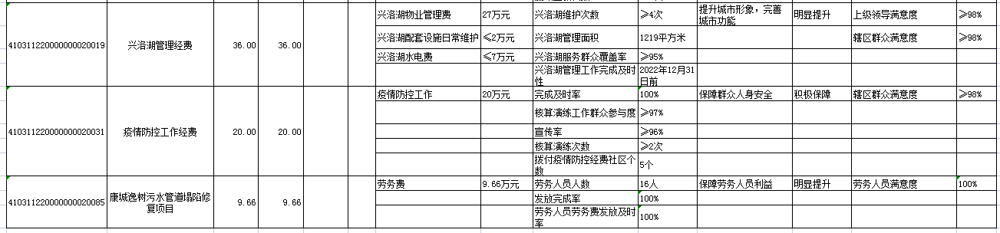 兴洛湖物业管理费 27万元 兴洛湖维护次数 ≥4次 提升城市形象，完善 明显提升 上级领导满意度 ≥98%
城市功能
兴洛湖配套设施日常维护 ≤2万元 兴洛湖管理面积 1219平方米 辖区群众满意度 ≥98%
410311220000000020019 兴洛湖管理经费 36.00 36.00
兴洛湖水电费 ≤7万元 兴洛湖服务群众覆盖率 ≥95%
兴洛湖管理工作完成及时 2022年12月31
性 日前
疫情防控工作 20万元 完成及时率 100% 保障群众人身安全 积极保障 辖区群众满意度 ≥98%
核算演练工作群众参与度 ≥97%
410311220000000020031 疫情防控工作经费 20.00 20.00 宣传率 ≥96%
核算演练次数 ≥2次
拨付疫情防控经费社区个 5个
数
劳务费 9.66万元 劳务人员人数 16人 保障劳务人员利益 明显提升 劳务人员满意度 100%
410311220000000020085 康城逸树污水管道塌陷修 9.66 9.66 发放完成率 100%
复项目
劳务人员劳务费发放及时 100%
率